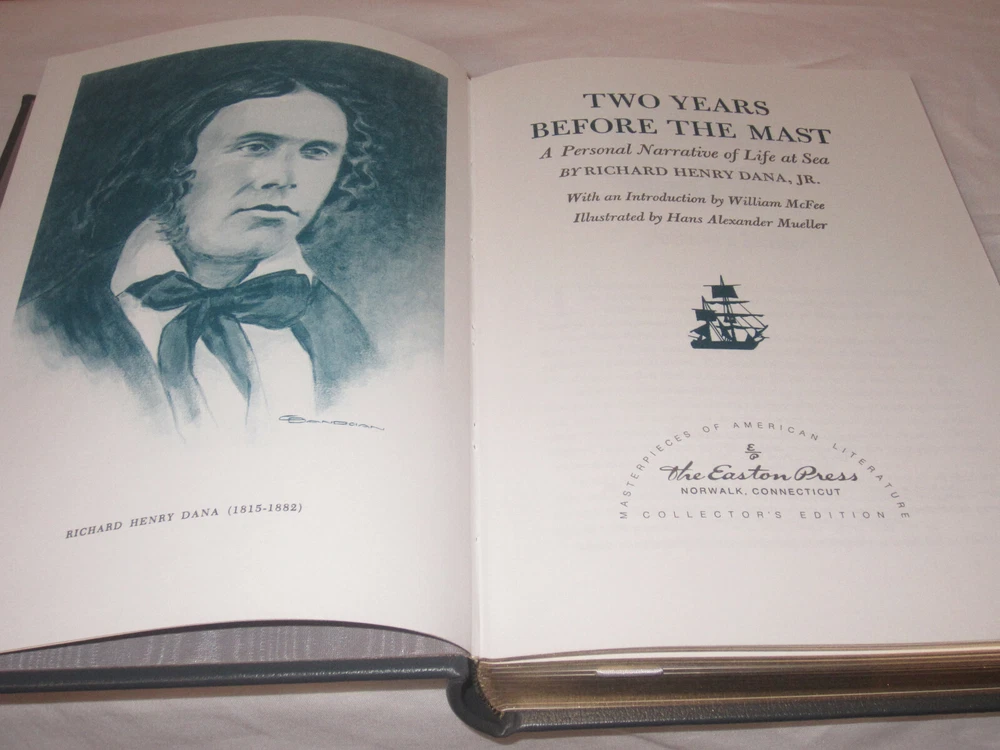 RICHARD HENRY DANA (1815-1882)
TWO YEARS
BEFORE THE MAST
A Personal Narrative of Life at Sea
BY RICHARD HENRY DANA, JR.
With an Introduction by William McFee
Illustrated by Hans Alexander Mueller
MASTERPIECES OF AMERICAN LITERATURE
E/P
The Easton Press
NORWALK, CONNECTICUT
COLLECTOR'S EDITION